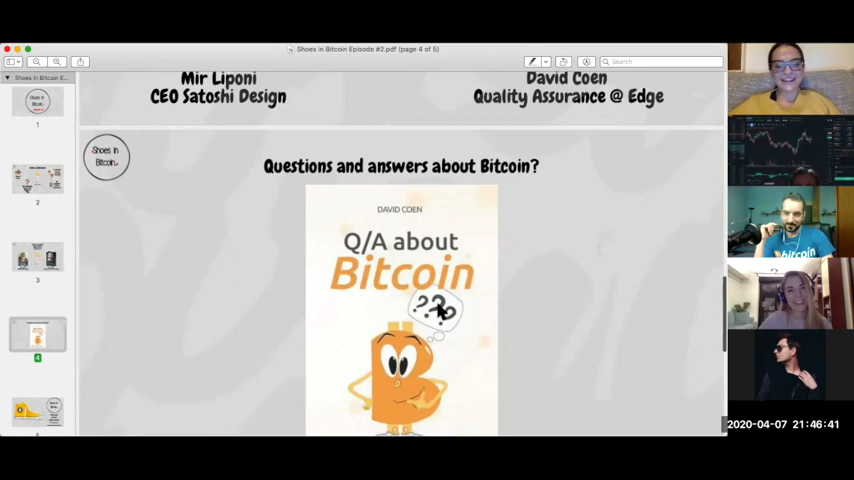 Shoes in Bitcoin Episode #2.pdf (page 4 of 5)
Search
Shoes in Bitcoin E...
Mir Liponi
CEO Satoshi Design
David Coen
Quality Assurance @ Edge
Shoes In
Bitcoin
Questions and answers about Bitcoin?
DAVID COEN
Q/A about
Bitcoin
???
1
2
3
4
bitcoin
2020-04-07 21:46:41